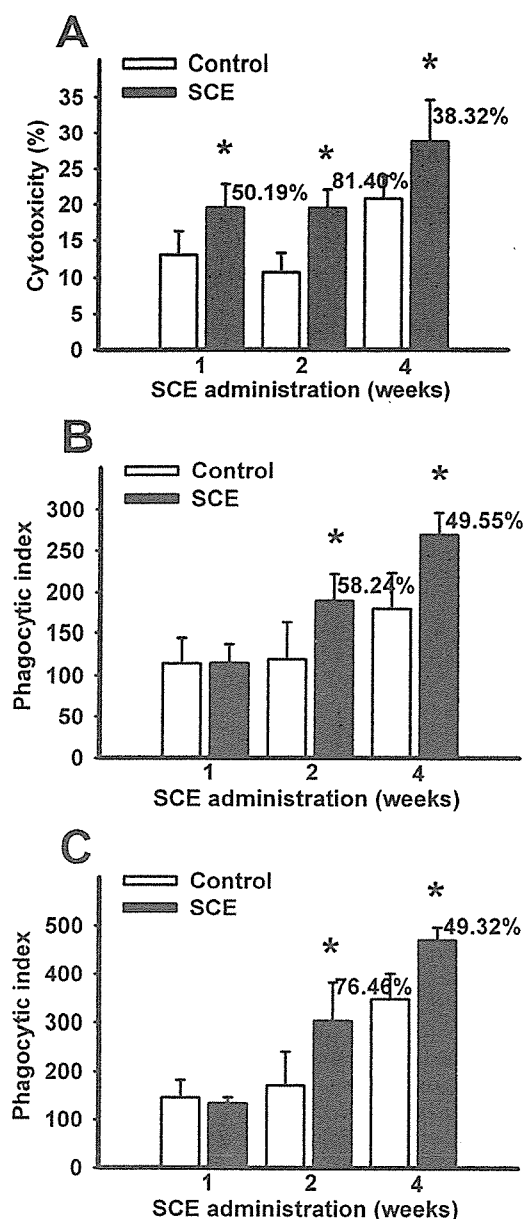 A
Control
SCE
*
*
*
38.32%
50.19%
81.40%
35
30
25
20
15
10
5
0
Cytotoxicity (%)
1 2 4
SCE administration (weeks)
B
Control
SCE
*
*
49.55%
58.24%
300
250
200
150
100
50
0
Phagocytic index
1 2 4
SCE administration (weeks)
C
Control
SCE
*
*
49.32%
76.46%
500
400
300
200
100
0
Phagocytic index
1 2 4
SCE administration (weeks)